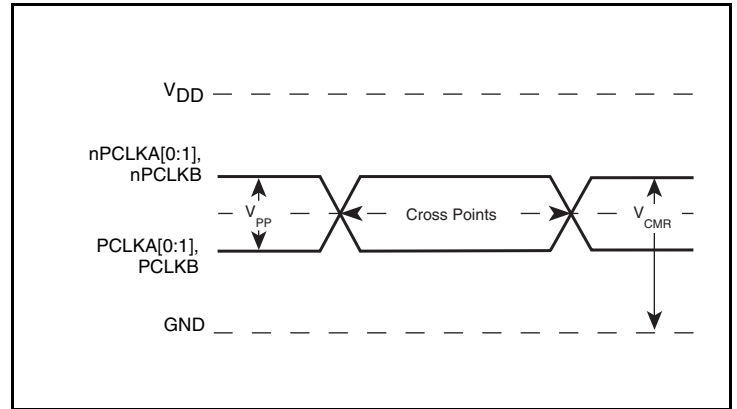 VDD
nPCLKA[0:1],
nPCLKB
VPP
Cross Points
VCMR
PCLKA[0:1],
PCLKB
GND